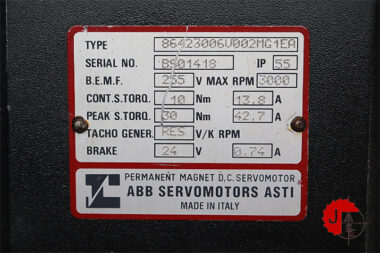 TYPE 86423006U002MG1EA
SERIAL NO. B901418 IP 55
B.E.M.F. 255 V MAX RPM 3000
CONT.S.TORQ. 10 Nm 13.8 A
PEAK S.TORQ. 30 Nm 42.7 A
TACHO GENER. RES V/K RPM
BRAKE 24 V 0.74 A
PERMANENT MAGNET D.C. SERVOMOTOR
ABB SERVOMOTORS ASTI
MADE IN ITALY